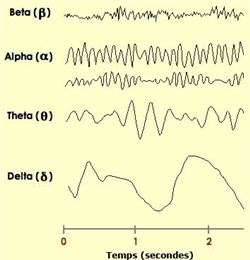 Beta (β)
Alpha (α)
Theta (θ)
Delta (δ)
0 1 2
Temps (secondes)